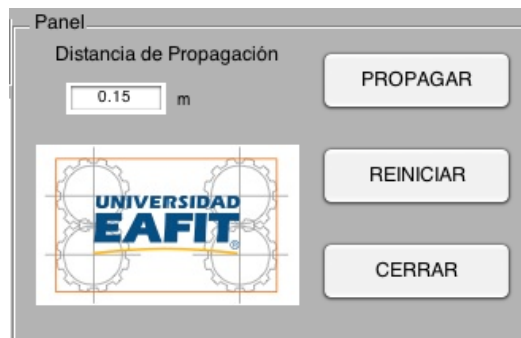 Panel
Distancia de Propagación
0.15 m
PROPAGAR
REINICIAR
CERRAR
UNIVERSIDAD
EAFIT®